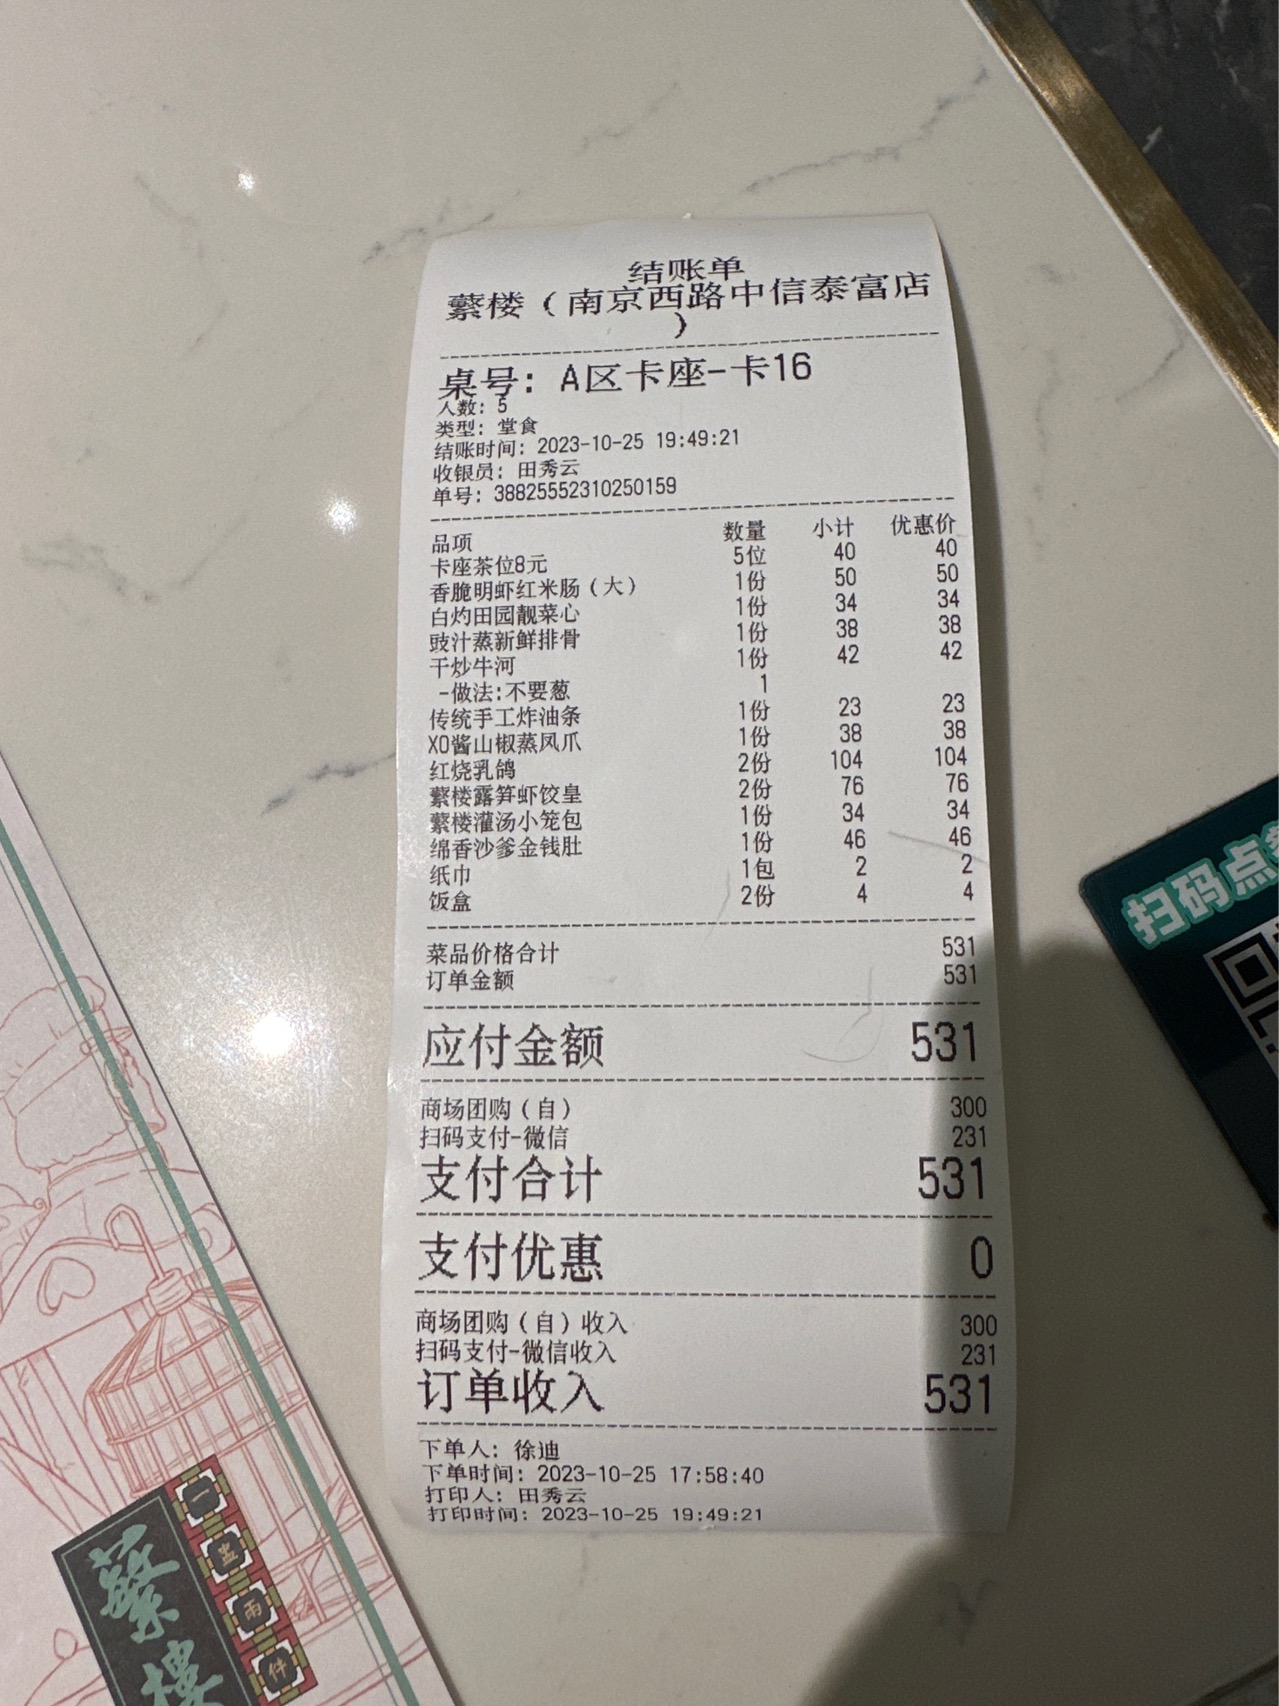 结账单
蘩楼（南京西路中信泰富店
）
桌号：A区卡座-卡16
人数：5
类型：堂食
结账时间：2023-10-25 19:49:21
收银员：田秀云
单号：38825552310250159
品项 数量 小计 优惠价
卡座茶位8元 5位 40 40
香脆明虾红米肠（大） 1份 50 50
白灼田园靓菜心 1份 34 34
豉汁蒸新鲜排骨 1份 38 38
干炒牛河 1份 42 42
-做法:不要葱 1
传统手工炸油条 1份 23 23
XO酱山椒蒸凤爪 1份 38 38
红烧乳鸽 2份 104 104
蘩楼露笋虾饺皇 2份 76 76
蘩楼灌汤小笼包 1份 34 34
绵香沙爹金钱肚 1份 46 46
纸巾 1包 2 2
饭盒 2份 4 4
菜品价格合计 531
订单金额 531
应付金额 531
商场团购（自） 300
扫码支付-微信 231
支付合计 531
支付优惠 0
商场团购（自）收入 300
扫码支付-微信收入 231
订单收入 531
下单人：徐迪
下单时间：2023-10-25 17:58:40
打印人：田秀云
打印时间：2023-10-25 19:49:21
扫码点
蘩樓
一盅兩件